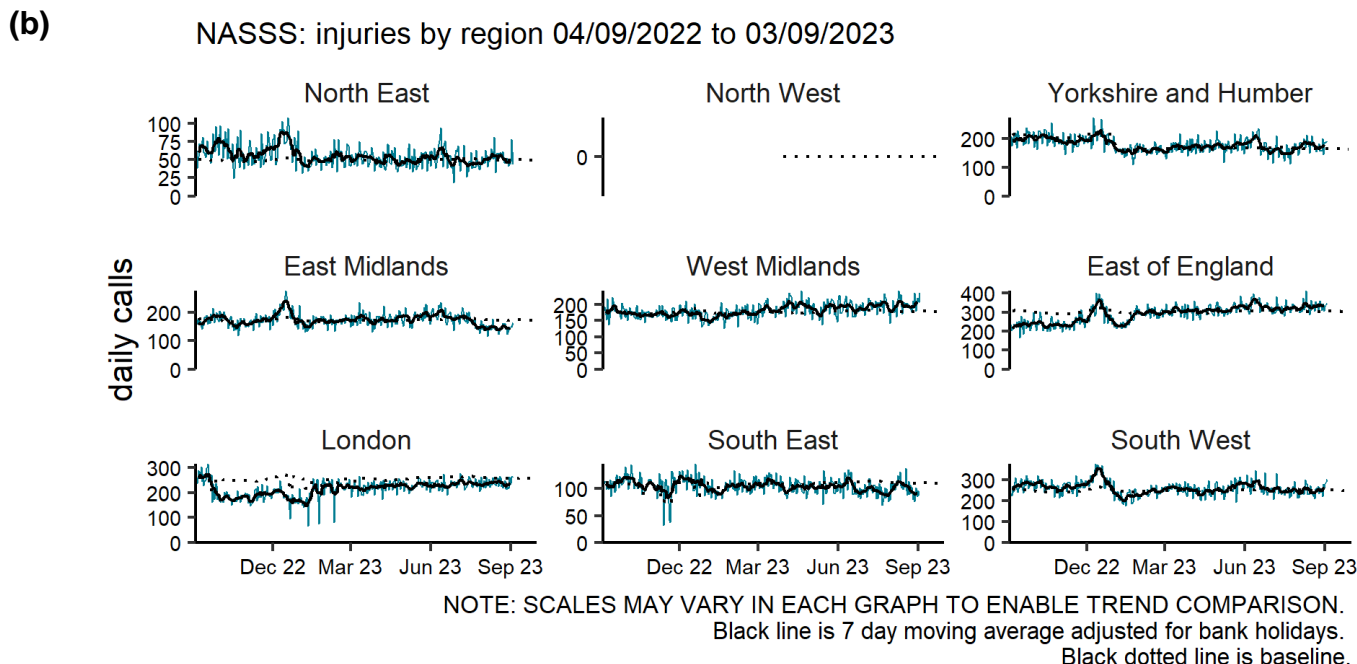 (b)
NASSS: injuries by region 04/09/2022 to 03/09/2023
North East
North West
Yorkshire and Humber
100
75
50
25
0
0
200
100
0
daily calls
East Midlands
West Midlands
East of England
200
100
0
200
150
100
50
0
400
300
200
100
0
London
South East
South West
300
200
100
0
100
50
0
300
200
100
0
Dec 22 Mar 23 Jun 23 Sep 23
Dec 22 Mar 23 Jun 23 Sep 23
Dec 22 Mar 23 Jun 23 Sep 23
NOTE: SCALES MAY VARY IN EACH GRAPH TO ENABLE TREND COMPARISON.
Black line is 7 day moving average adjusted for bank holidays.
Black dotted line is baseline.